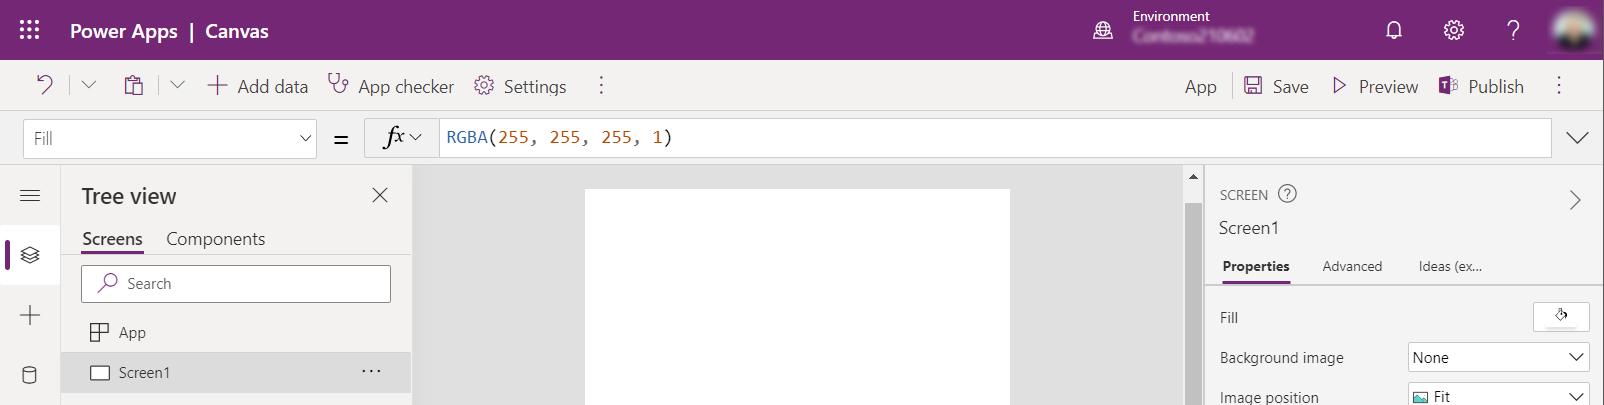 Power Apps | Canvas
Environment
Add data
App checker
Settings
App
Save
Preview
Publish
Fill
=
fx
RGBA(255, 255, 255, 1)
Tree view
Screens
Components
Search
App
Screen1
SCREEN
Screen1
Properties
Advanced
Ideas (ex...
Fill
Background image
None
Image position
Fit